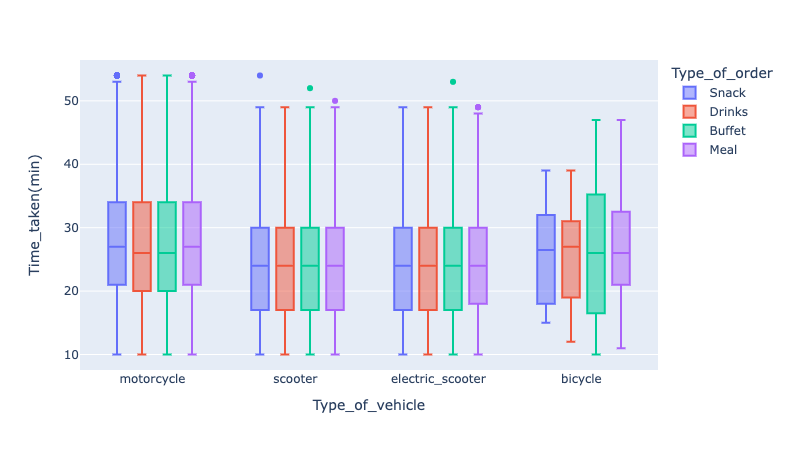 Type_of_order
Snack
Drinks
Buffet
Meal
Time_taken(min)
50
40
30
20
10
motorcycle
scooter
electric_scooter
bicycle
Type_of_vehicle